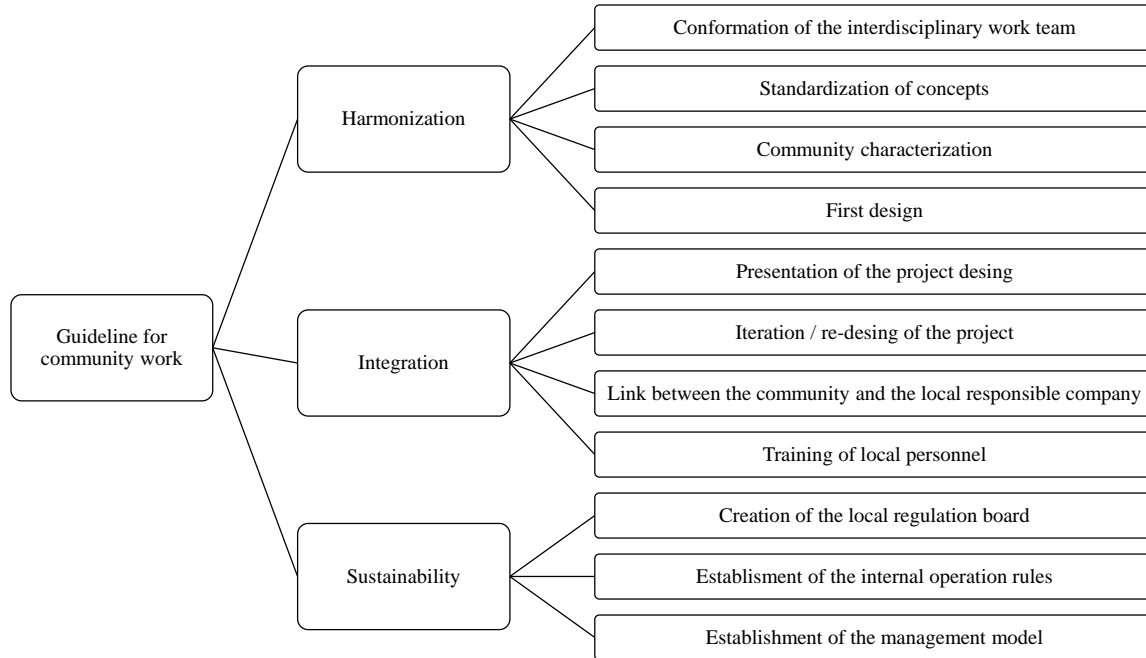 Guideline for
community work
Harmonization
Conformation of the interdisciplinary work team
Standardization of concepts
Community characterization
First design
Integration
Presentation of the project desing
Iteration / re-desing of the project
Link between the community and the local responsible company
Training of local personnel
Sustainability
Creation of the local regulation board
Establisment of the internal operation rules
Establishment of the management model